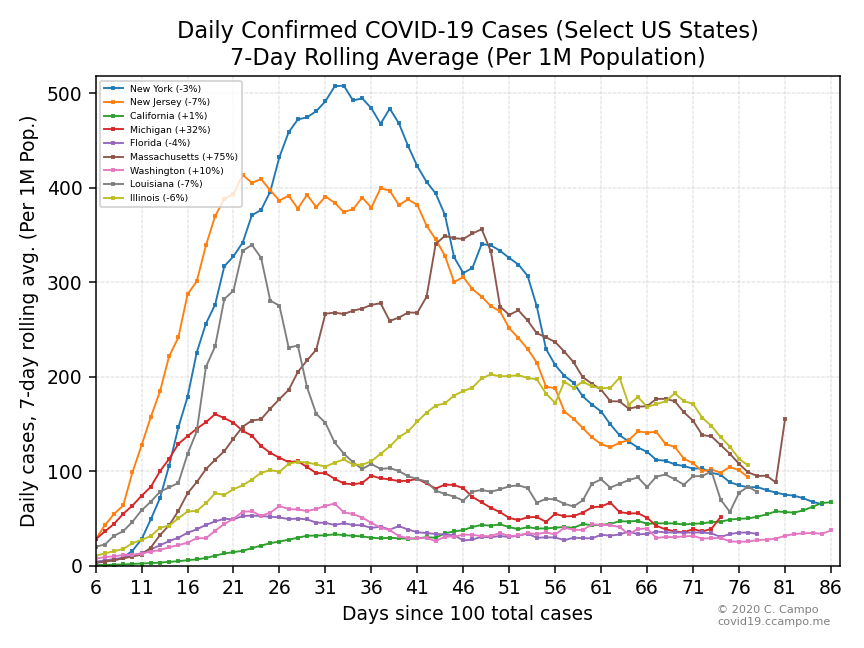 Daily Confirmed COVID-19 Cases (Select US States)
7-Day Rolling Average (Per 1M Population)
Daily cases, 7-day rolling avg. (Per 1M Pop.)
500
400
300
200
100
0
New York (-3%)
New Jersey (-7%)
California (+1%)
Michigan (+32%)
Florida (-4%)
Massachusetts (+75%)
Washington (+10%)
Louisiana (-7%)
Illinois (-6%)
6 11 16 21 26 31 36 41 46 51 56 61 66 71 76 81 86
Days since 100 total cases
© 2020 C. Campo
covid19.ccampo.me